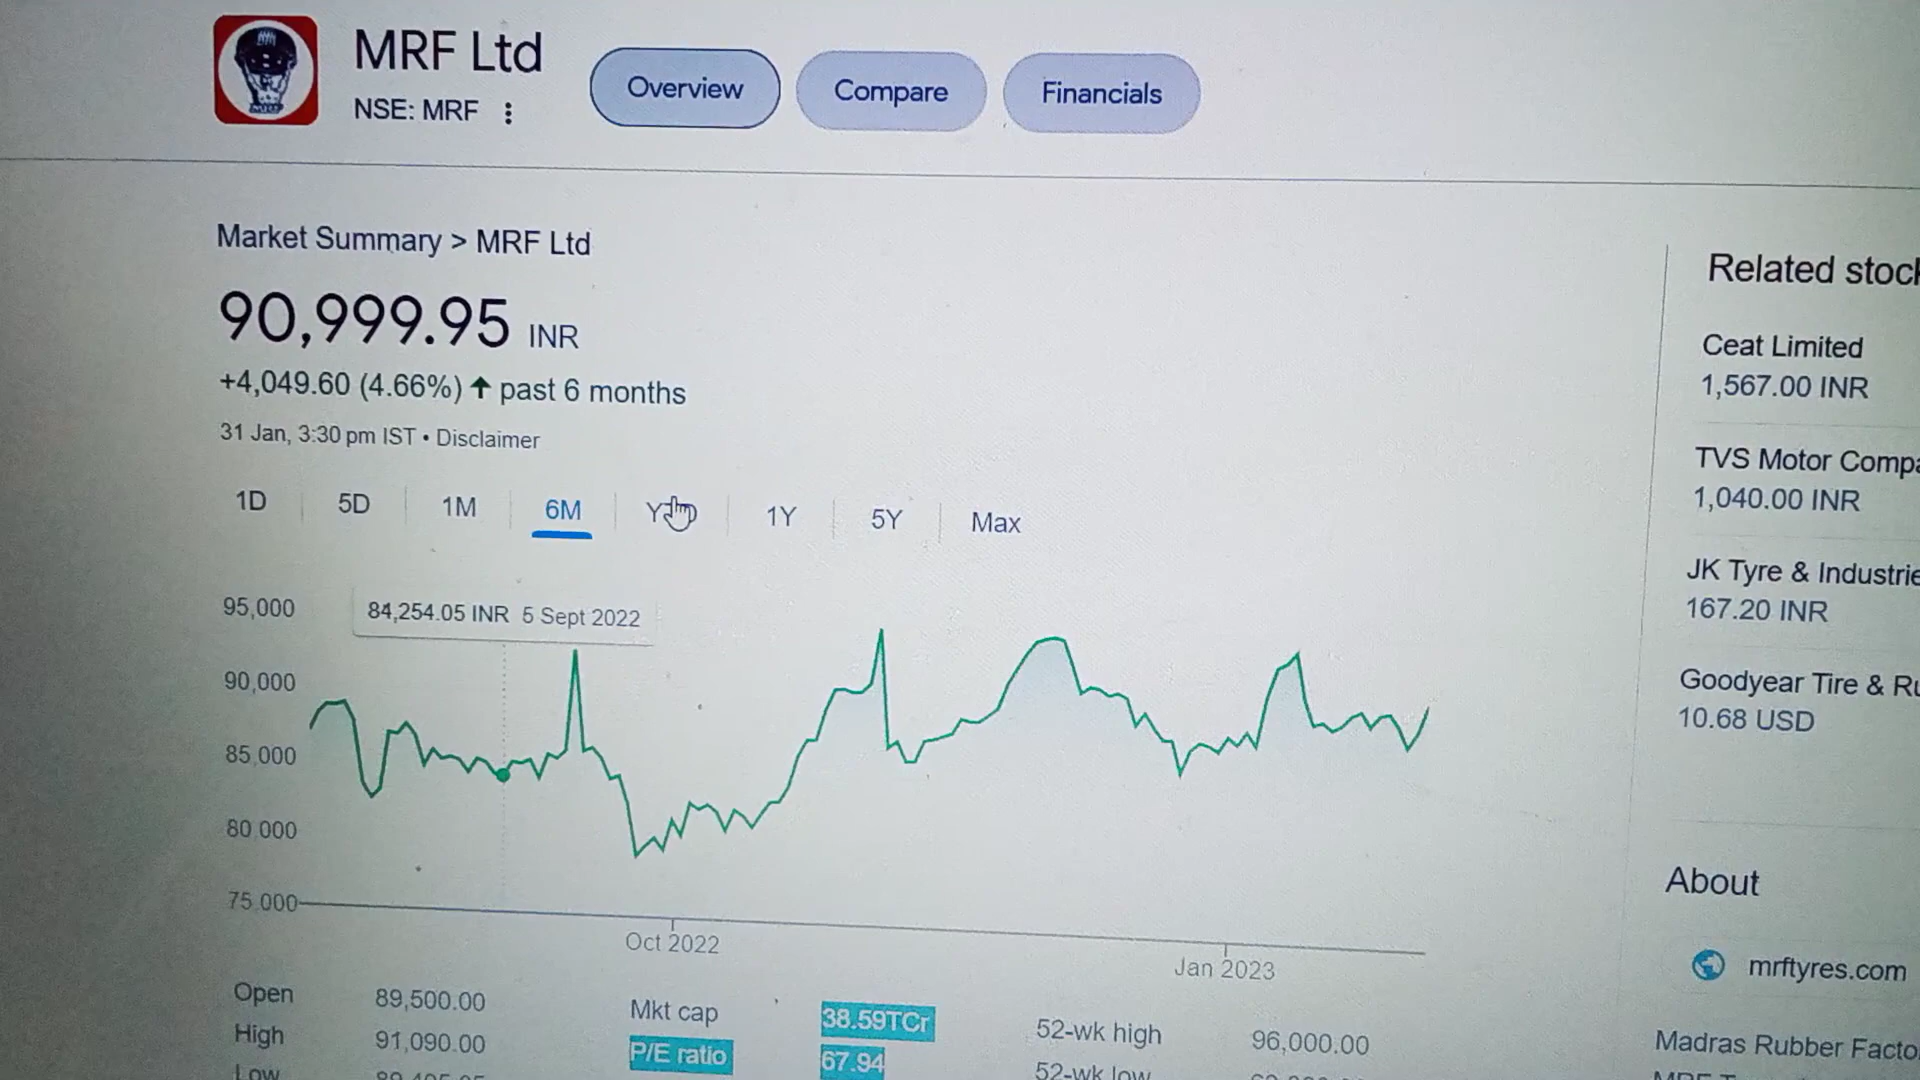 MRF Ltd
NSE: MRF
Overview
Compare
Financials
Market Summary > MRF Ltd
90,999.95 INR
+4,049.60 (4.66%) ↑ past 6 months
31 Jan, 3:30 pm IST • Disclaimer
1D 5D 1M 6M 1Y 5Y Max
84,254.05 INR 5 Sept 2022
95,000
90,000
85,000
80,000
75,000
Oct 2022 Jan 2023
Open 89,500.00
High 91,090.00
Low
Mkt cap 38.59TCr
P/E ratio 67.94
52-wk high 96,000.00
52-wk low
Related
Ceat Limited
1,567.00 INR
TVS Motor
1,040.00 INR
JK Tyre &
167.20 INR
Goodyear Tire &
10.68 USD
About
mrftyres.com
Madras Rubber